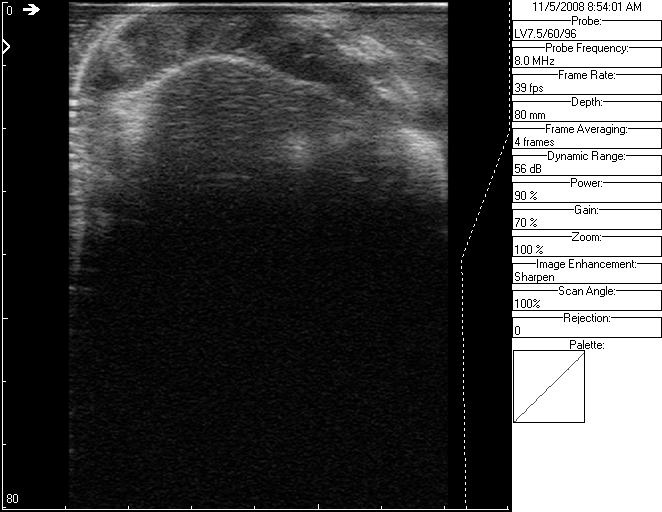 0
80
11/5/2008 8:54:01 AM
Probe:
LV7.5/60/96
Probe Frequency:
8.0 MHz
Frame Rate:
39 fps
Depth:
80 mm
Frame Averaging:
4 frames
Dynamic Range:
56 dB
Power:
90 %
Gain:
70 %
Zoom:
100 %
Image Enhancement:
Sharpen
Scan Angle:
100%
Rejection:
0
Palette: